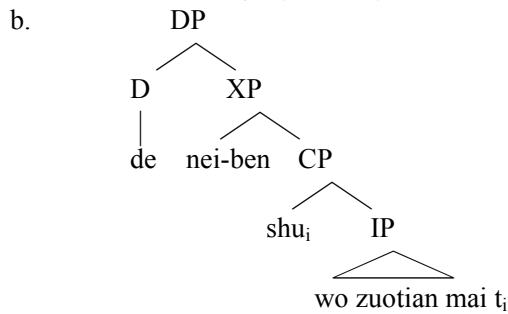 b. DP
D XP
de nei-ben CP
shuᵢ IP
wo zuotian mai tᵢ